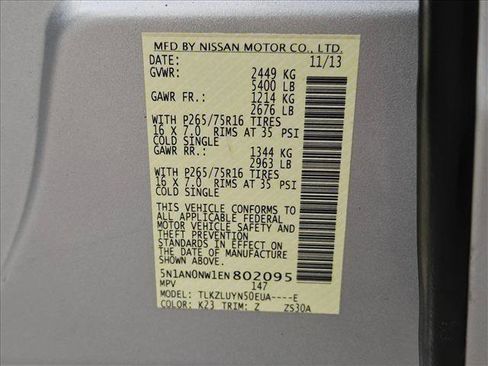 MFD BY NISSAN MOTOR CO., LTD.
DATE: 11/13
GVWR: 2449 KG
5400 LB
GAWR FR: 1214 KG
2676 LB
WITH P265/75R16 TIRES
16 X 7.0 RIMS AT 35 PSI
COLD SINGLE
GAWR RR: 1344 KG
2963 LB
WITH P265/75R16 TIRES
16 X 7.0 RIMS AT 35 PSI
COLD SINGLE
THIS VEHICLE CONFORMS TO
ALL APPLICABLE FEDERAL
MOTOR VEHICLE SAFETY
AND THEFT PREVENTION
STANDARDS IN EFFECT ON
THE DATE OF MANUFACTURE
SHOWN ABOVE.
5N1AN0NW1EN802095
MPV 147
MODEL: TLKZLUYN50EUA----E
COLOR: K23 TRIM: Z ZS30A